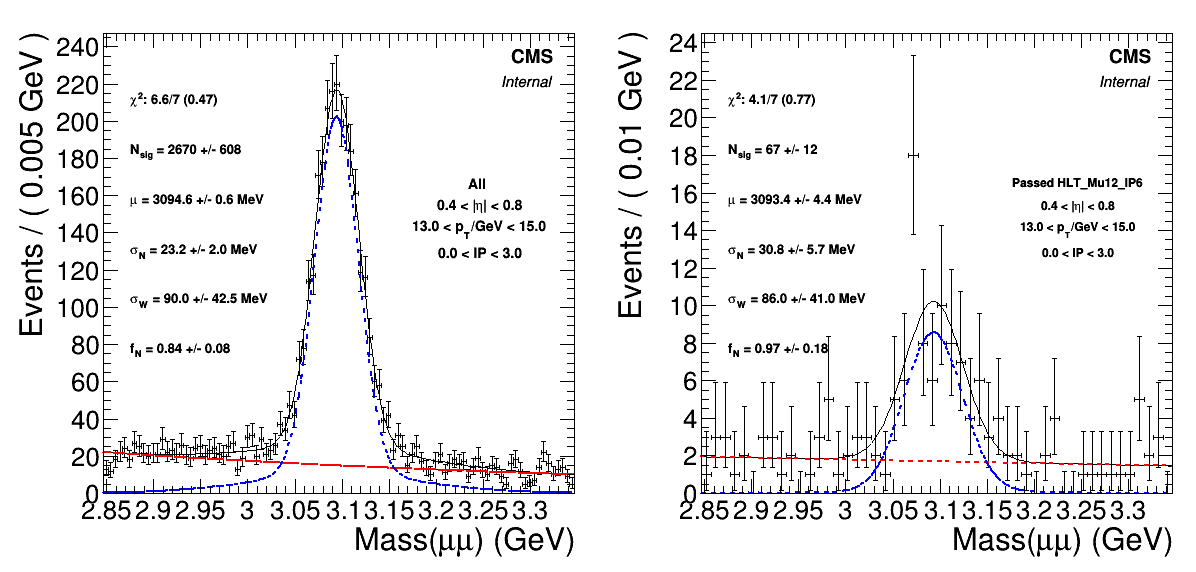 Events / ( 0.005 GeV )
240
220
200
180
160
140
120
100
80
60
40
20
0
CMS
Internal
χ²: 6.6/7 (0.47)
N_sig = 2670 +/- 608
μ = 3094.6 +/- 0.6 MeV
σ_N = 23.2 +/- 2.0 MeV
σ_W = 90.0 +/- 42.5 MeV
f_N = 0.84 +/- 0.08
All
0.4 < |η| < 0.8
13.0 < p_T/GeV < 15.0
0.0 < IP < 3.0
2.85 2.9 2.95 3 3.05 3.1 3.15 3.2 3.25 3.3
Mass(μμ) (GeV)
Events / ( 0.01 GeV )
24
22
20
18
16
14
12
10
8
6
4
2
0
CMS
Internal
χ²: 4.1/7 (0.77)
N_sig = 67 +/- 12
μ = 3093.4 +/- 4.4 MeV
σ_N = 30.8 +/- 5.7 MeV
σ_W = 86.0 +/- 41.0 MeV
f_N = 0.97 +/- 0.18
Passed HLT_Mu12_IP6
0.4 < |η| < 0.8
13.0 < p_T/GeV < 15.0
0.0 < IP < 3.0
2.85 2.9 2.95 3 3.05 3.1 3.15 3.2 3.25 3.3
Mass(μμ) (GeV)